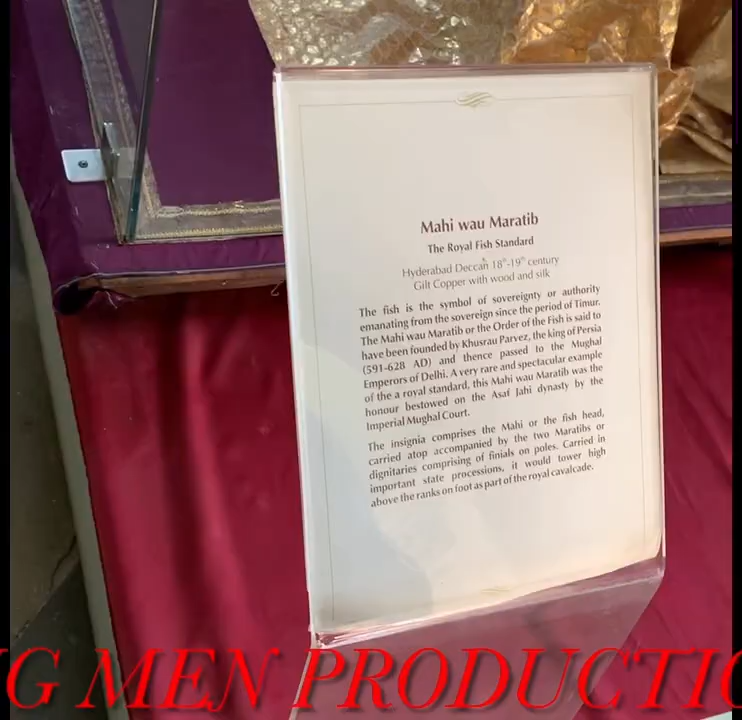 Mahi wau Maratib
The Royal Fish Standard
Hyderabad Deccan 18th-19th century
Gilt Copper with wood and silk
The fish is the symbol of sovereignty or authority
emanating from the sovereign since the period of Timur.
The Mahi wau Maratib or the Order of the Fish is said to
have been founded by Khusrau Parvez, the king of Persia
(591-628 AD) and thence passed to the Mughal
Emperors of Delhi. A very rare and spectacular example
of the a royal standard, this Mahi wau Maratib was the
honour bestowed on the Asaf Jahi dynasty by the
Imperial Mughal Court.
The insignia comprises the Mahi or the fish head,
carried atop accompanied by the two Maratibs or
dignitaries comprising of finials on poles. Carried in
important state processions, it would tower high
above the ranks on foot as part of the royal cavalcade.
G MEN PRODUCTIO